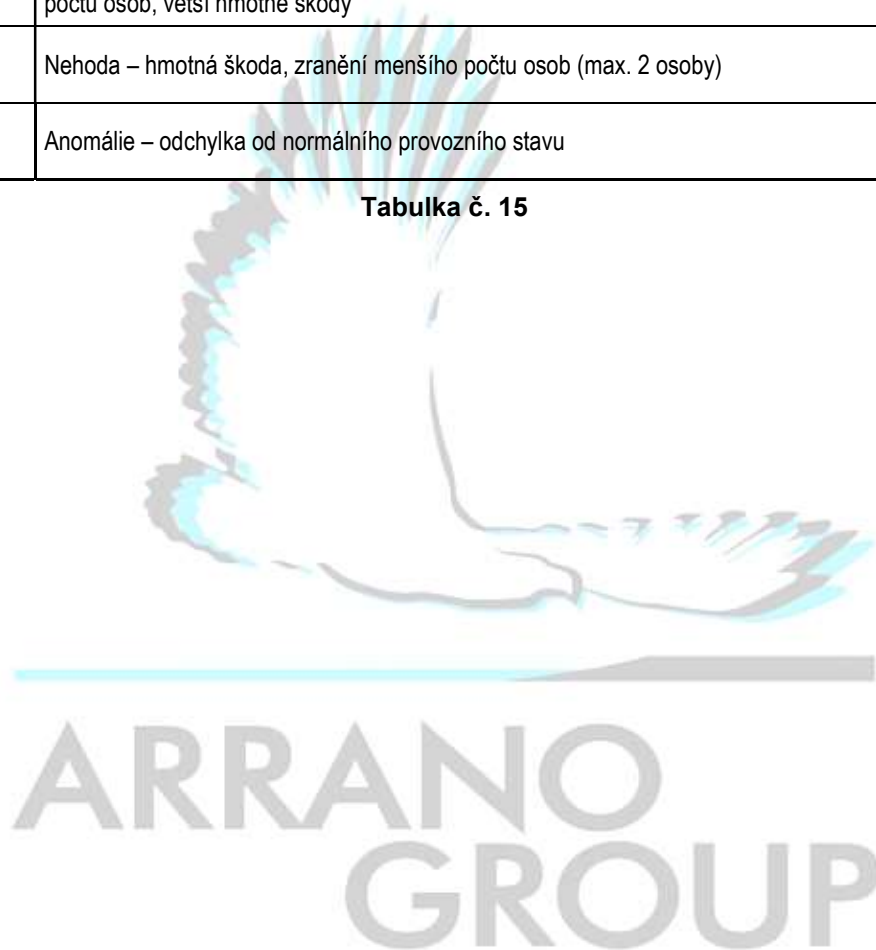 počtu osob, větší hmotné škody
Nehoda – hmotná škoda, zranění menšího počtu osob (max. 2 osoby)
Anomálie – odchylka od normálního provozního stavu
Tabulka č. 15
ARRANO
GROUP